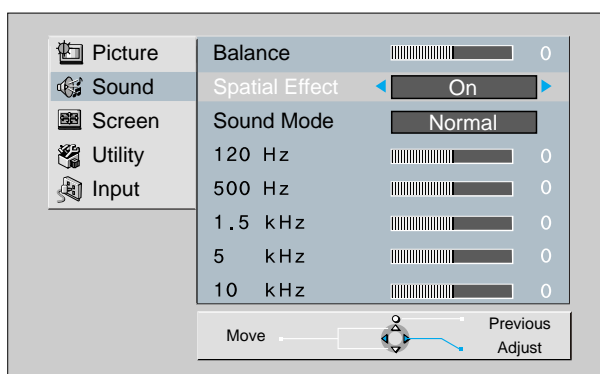 Picture
Sound
Screen
Utility
Input
Balance 0
Spatial Effect On
Sound Mode Normal
120 Hz 0
500 Hz 0
1.5 kHz 0
5 kHz 0
10 kHz 0
Move
Previous
Adjust